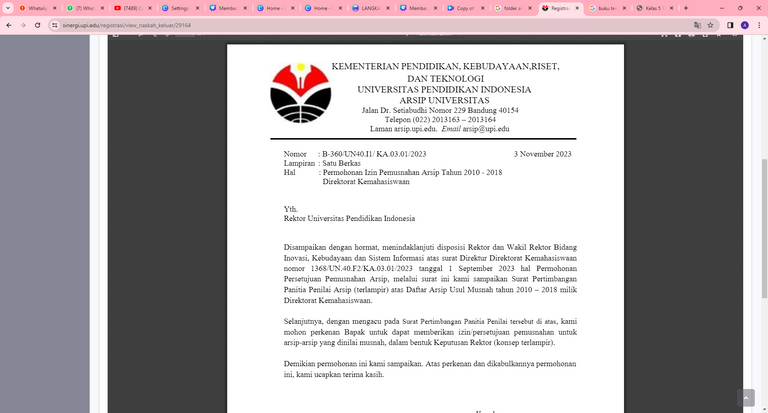 Whatsap
(7) Whats
(7489) C
Settings
Membu
Home -
Home -
LANGKA
Membu
Copy of
folder s
Registra
buku te
Kelas 5
sinergi.upi.edu/registrasi/view_naskah_keluar/29164
KEMENTERIAN PENDIDIKAN, KEBUDAYAAN,RISET,
DAN TEKNOLOGI
UNIVERSITAS PENDIDIKAN INDONESIA
ARSIP UNIVERSITAS
Jalan Dr. Setiabudhi Nomor 229 Bandung 40154
Telepon (022) 2013163 – 2013164
Laman arsip.upi.edu. Email arsip@upi.edu
Nomor : B-360/UN40.I1/ KA.03.01/2023 3 November 2023
Lampiran : Satu Berkas
Hal : Permohonan Izin Pemusnahan Arsip Tahun 2010 - 2018
Direktorat Kemahasiswaan
Yth.
Rektor Universitas Pendidikan Indonesia
Disampaikan dengan hormat, menindaklanjuti disposisi Rektor dan Wakil Rektor Bidang
Inovasi, Kebudayaan dan Sistem Informasi atas surat Direktur Direktorat Kemahasiswaan
nomor 1368/UN.40.F2/KA.03.01/2023 tanggal 1 September 2023 hal Permohonan
Persetujuan Pemusnahan Arsip, melalui surat ini kami sampaikan Surat Pertimbangan
Panitia Penilai Arsip (terlampir) atas Daftar Arsip Usul Musnah tahun 2010 – 2018 milik
Direktorat Kemahasiswaan.
Selanjutnya, dengan mengacu pada Surat Pertimbangan Panitia Penilai tersebut di atas, kami
mohon perkenan Bapak untuk dapat memberikan izin/persetujuan pemusnahan untuk
arsip-arsip yang dinilai musnah, dalam bentuk Keputusan Rektor (konsep terlampir).
Demikian permohonan ini kami sampaikan. Atas perkenan dan dikabulkannya permohonan
ini, kami ucapkan terima kasih.